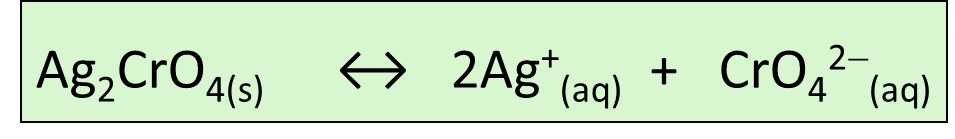 Ag₂CrO₄₍ₛ₎ ↔ 2Ag⁺₍aq₎ + CrO₄²⁻₍aq₎